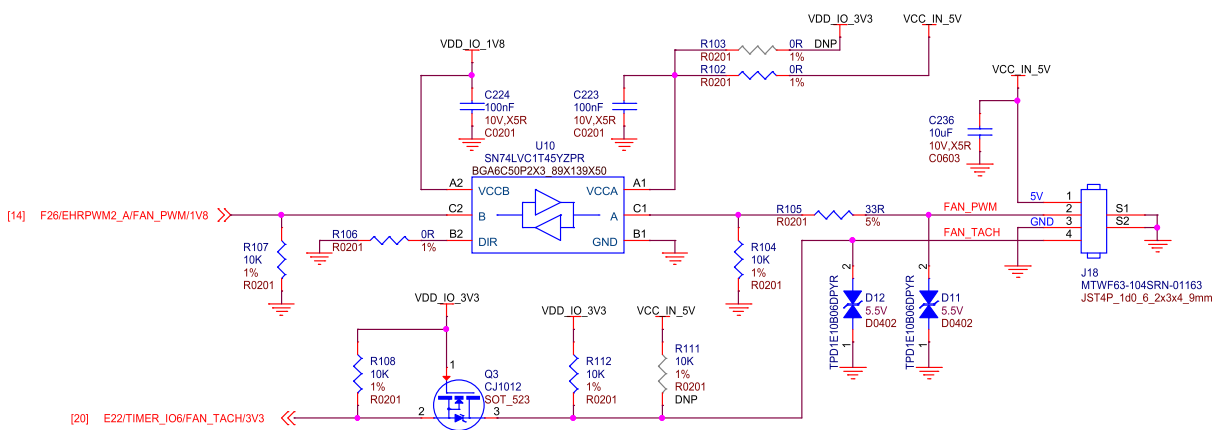 VDD_IO_3V3
VCC_IN_5V
VDD_IO_1V8
R103
0R
DNP
R0201
1%
R102
0R
R0201
1%
VCC_IN_5V
C224
100nF
10V,X5R
C0201
C223
100nF
10V,X5R
C0201
C236
10uF
10V,X5R
C0603
U10
SN74LVC1T45YZPR
BGA6C50P2X3_89X139X50
A2
VCCB
VCCA
A1
C2
B
A
C1
B2
DIR
GND
B1
[14]
F26/EHRPWM2_A/FAN_PWM/1V8
R107
10K
1%
R0201
R106
0R
R0201
1%
R105
33R
R0201
5%
R104
10K
1%
R0201
FAN_PWM
FAN_TACH
5V
GND
1
2
3
4
S1
S2
J18
MTWF63-104SRN-01163
JST4P_1d0_6_2x3x4_9mm
2
D12
5.5V
D0402
1
TPD1E10B06DPYR
2
D11
5.5V
D0402
1
TPD1E10B06DPYR
VDD_IO_3V3
VDD_IO_3V3
VCC_IN_5V
R108
10K
1%
R0201
1
Q3
CJ1012
SOT_523
2
3
R112
10K
1%
R0201
R111
10K
1%
R0201
DNP
[20]
E22/TIMER_IO6/FAN_TACH/3V3